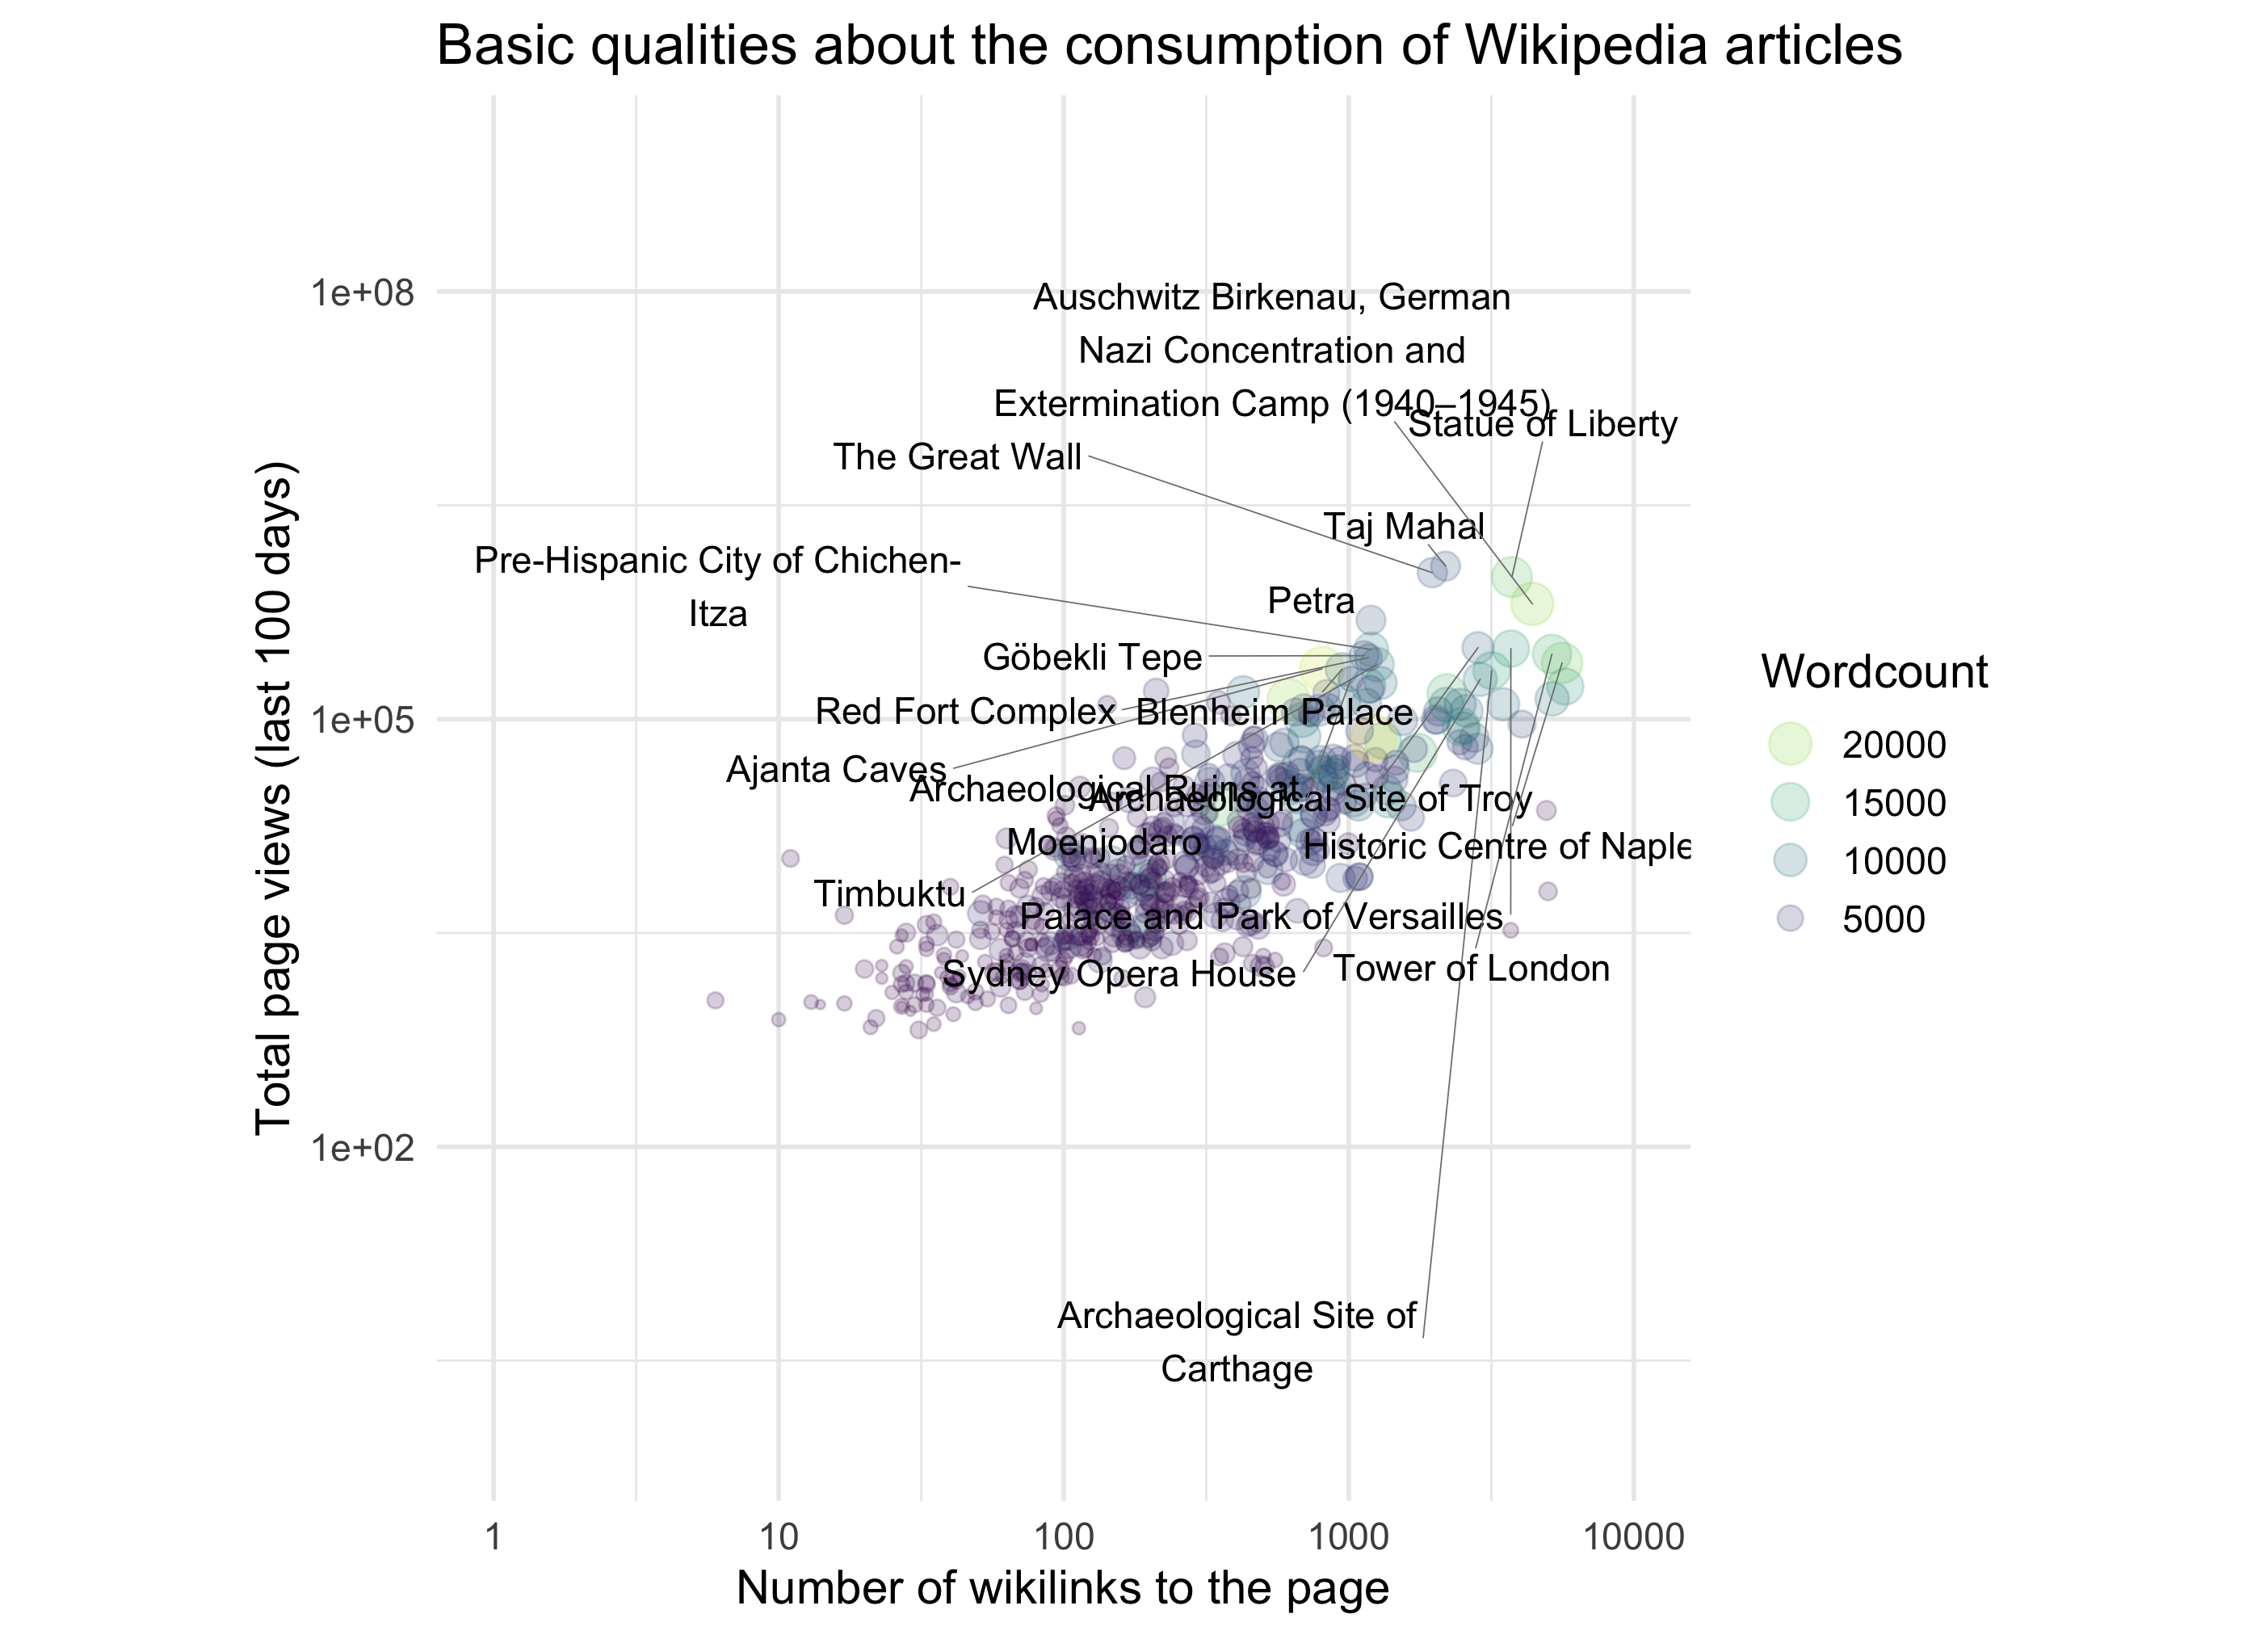 Basic qualities about the consumption of Wikipedia articles
Total page views (last 100 days)
1e+08
1e+05
1e+02
Auschwitz Birkenau, German
Nazi Concentration and
Extermination Camp (1940–1945)
Statue of Liberty
The Great Wall
Taj Mahal
Pre-Hispanic City of Chichen-
Itza
Petra
Göbekli Tepe
Red Fort Complex
Blenheim Palace
Ajanta Caves
Archaeological Ruins at
Moenjodaro
Archaeological Site of Troy
Historic Centre of Naple
Timbuktu
Palace and Park of Versailles
Sydney Opera House
Tower of London
Archaeological Site of
Carthage
1
10
100
1000
10000
Number of wikilinks to the page
Wordcount
20000
15000
10000
5000